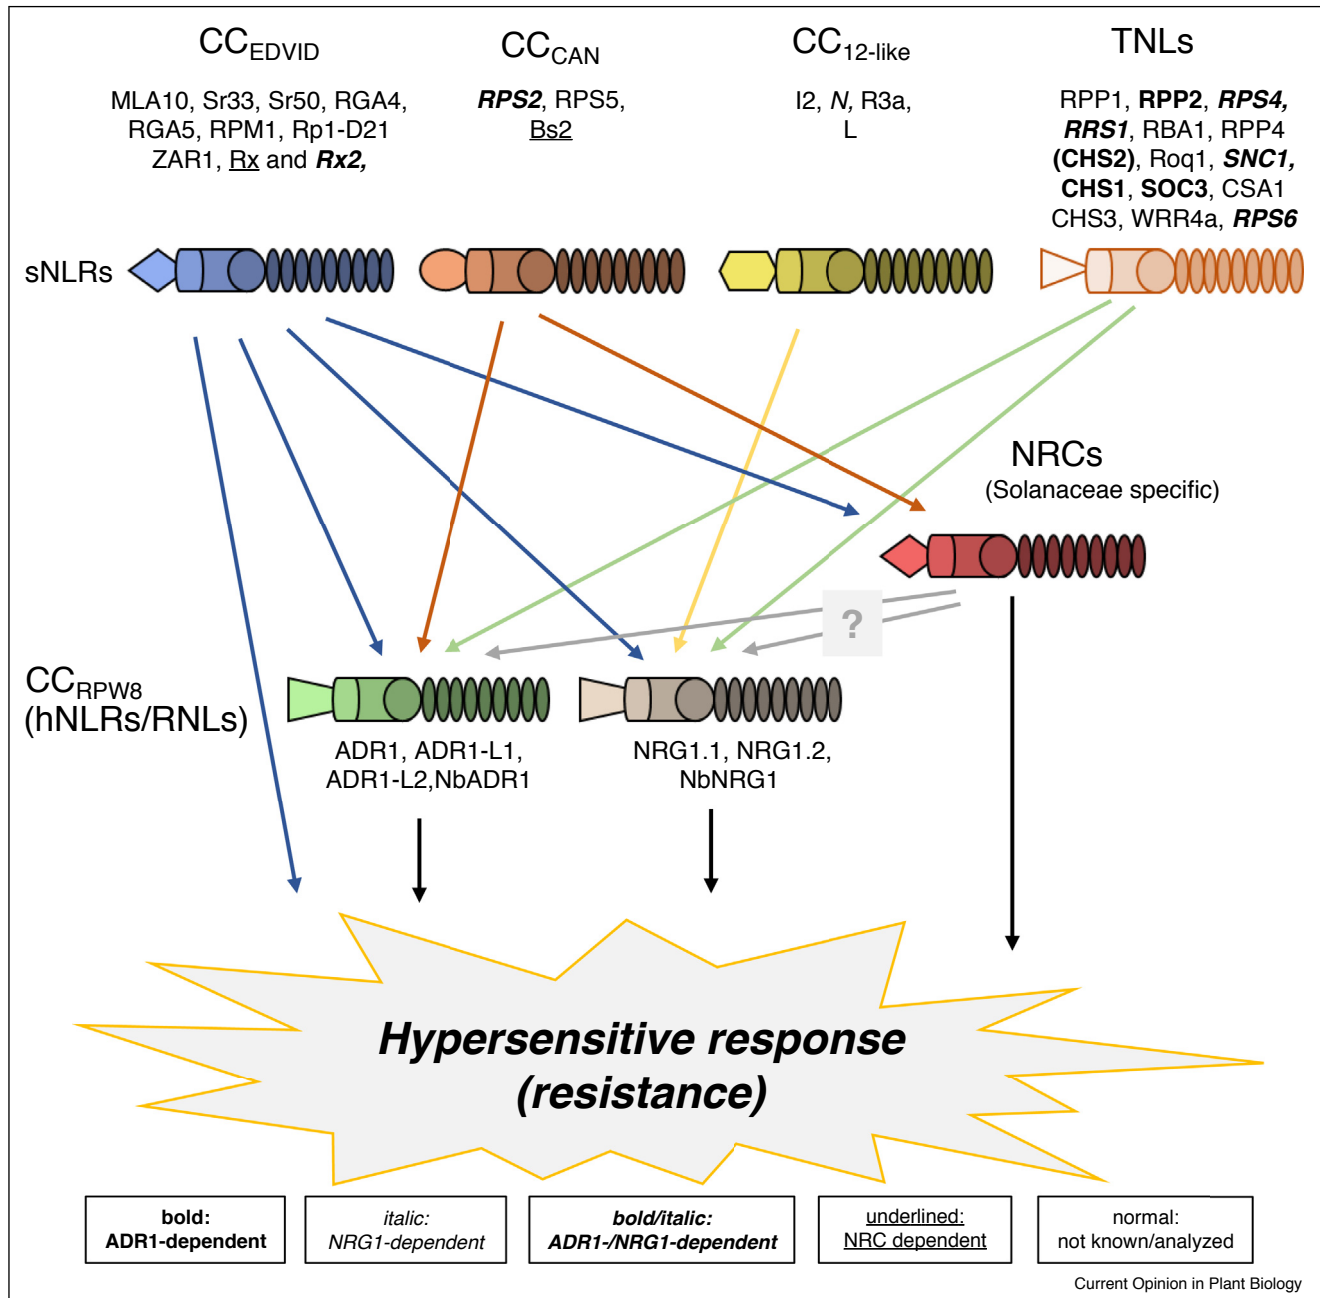 CCEDVID
MLA10, Sr33, Sr50, RGA4,
RGA5, RPM1, Rp1-D21
ZAR1, Rx and Rx2,
CCCAN
RPS2, RPS5,
Bs2
CC12-like
I2, N, R3a,
L
TNLs
RPP1, RPP2, RPS4,
RRS1, RBA1, RPP4
(CHS2), Roq1, SNC1,
CHS1, SOC3, CSA1
CHS3, WRR4a, RPS6
sNLRs
NRCs
(Solanaceae specific)
?
CCRPW8
(hNLRs/RNLs)
ADR1, ADR1-L1,
ADR1-L2,NbADR1
NRG1.1, NRG1.2,
NbNRG1
Hypersensitive response
(resistance)
bold:
ADR1-dependent
italic:
NRG1-dependent
bold/italic:
ADR1-/NRG1-dependent
underlined:
NRC dependent
normal:
not known/analyzed
Current Opinion in Plant Biology